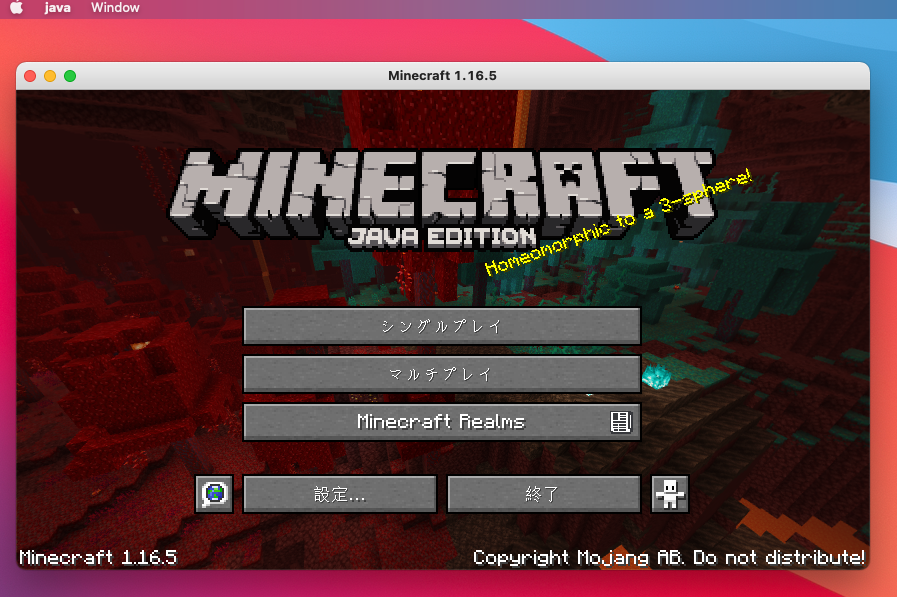 java Window
Minecraft 1.16.5
MINECRAFT
JAVA EDITION
Homeomorphic to a 3-sphere!
シングルプレイ
マルチプレイ
Minecraft Realms
設定... 終了
Minecraft 1.16.5 Copyright Mojang AB. Do not distribute!